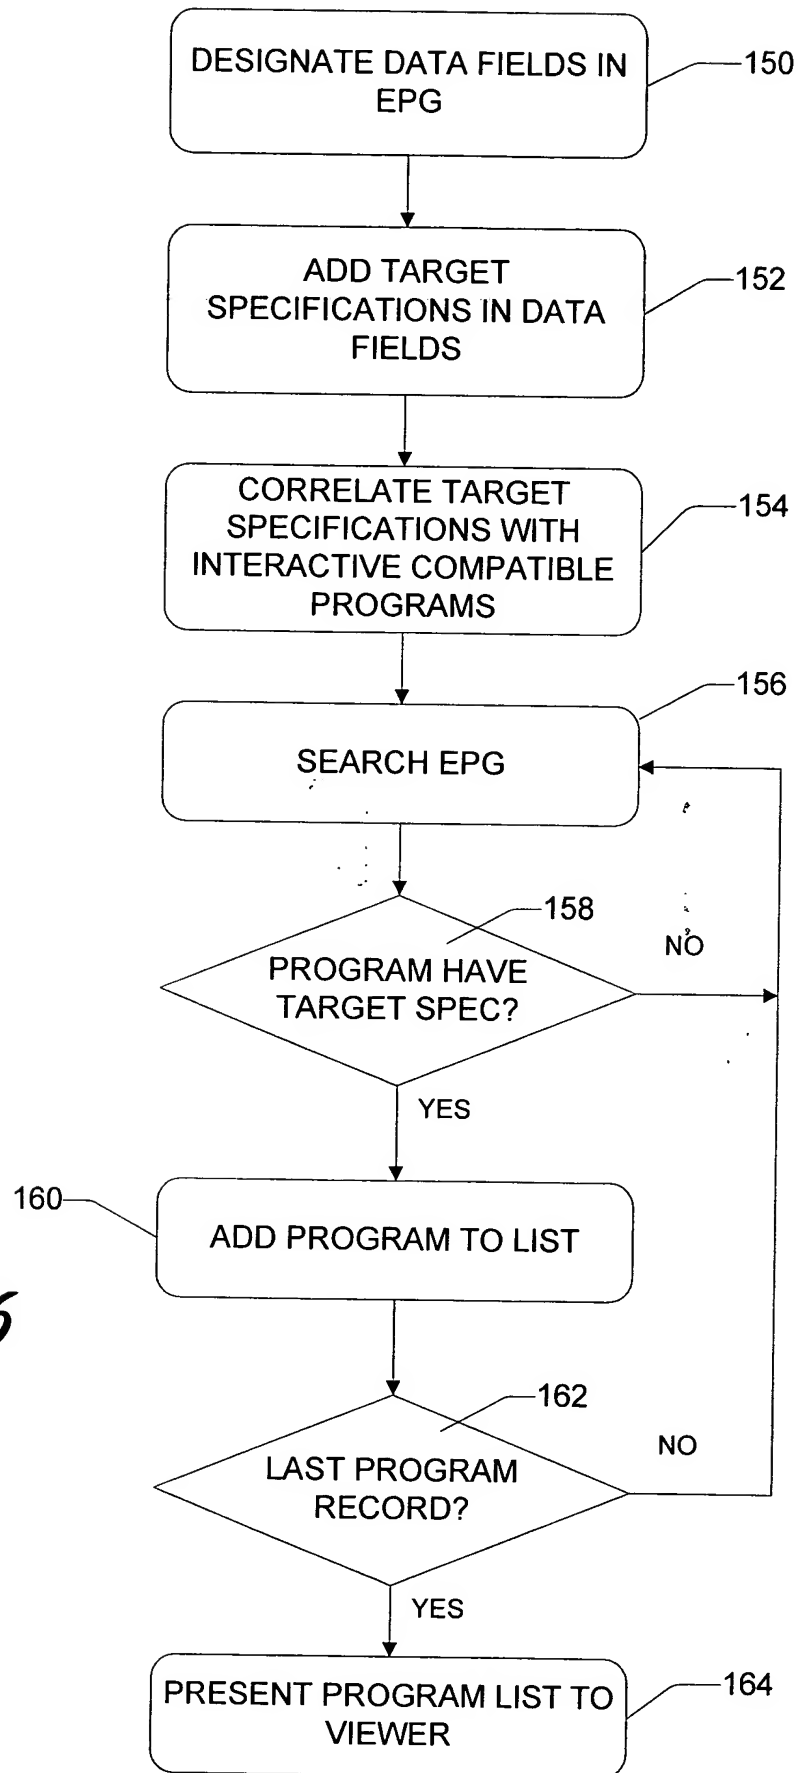 DESIGNATE DATA FIELDS IN
EPG
150
ADD TARGET
SPECIFICATIONS IN DATA
FIELDS
152
CORRELATE TARGET
SPECIFICATIONS WITH
INTERACTIVE COMPATIBLE
PROGRAMS
154
156
SEARCH EPG
158
NO
PROGRAM HAVE
TARGET SPEC?
YES
160
ADD PROGRAM TO LIST
6
162
NO
LAST PROGRAM
RECORD?
YES
PRESENT PROGRAM LIST TO
VIEWER
164